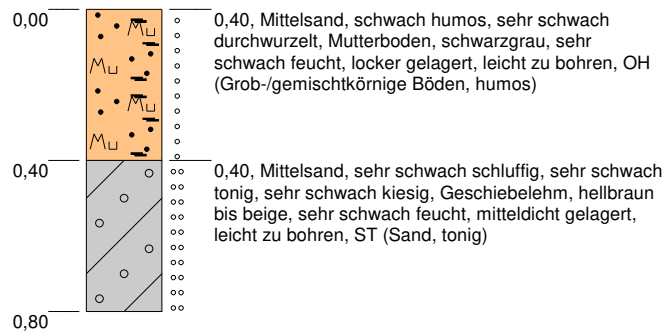 0,00
0,40, Mittelsand, schwach humos, sehr schwach
durchwurzelt, Mutterboden, schwarzgrau, sehr
schwach feucht, locker gelagert, leicht zu bohren, OH
(Grob-/gemischtkörnige Böden, humos)
Mu
Mu
Mu
Mu
0,40
0,40, Mittelsand, sehr schwach schluffig, sehr schwach
tonig, sehr schwach kiesig, Geschiebelehm, hellbraun
bis beige, sehr schwach feucht, mitteldicht gelagert,
leicht zu bohren, ST (Sand, tonig)
0,80